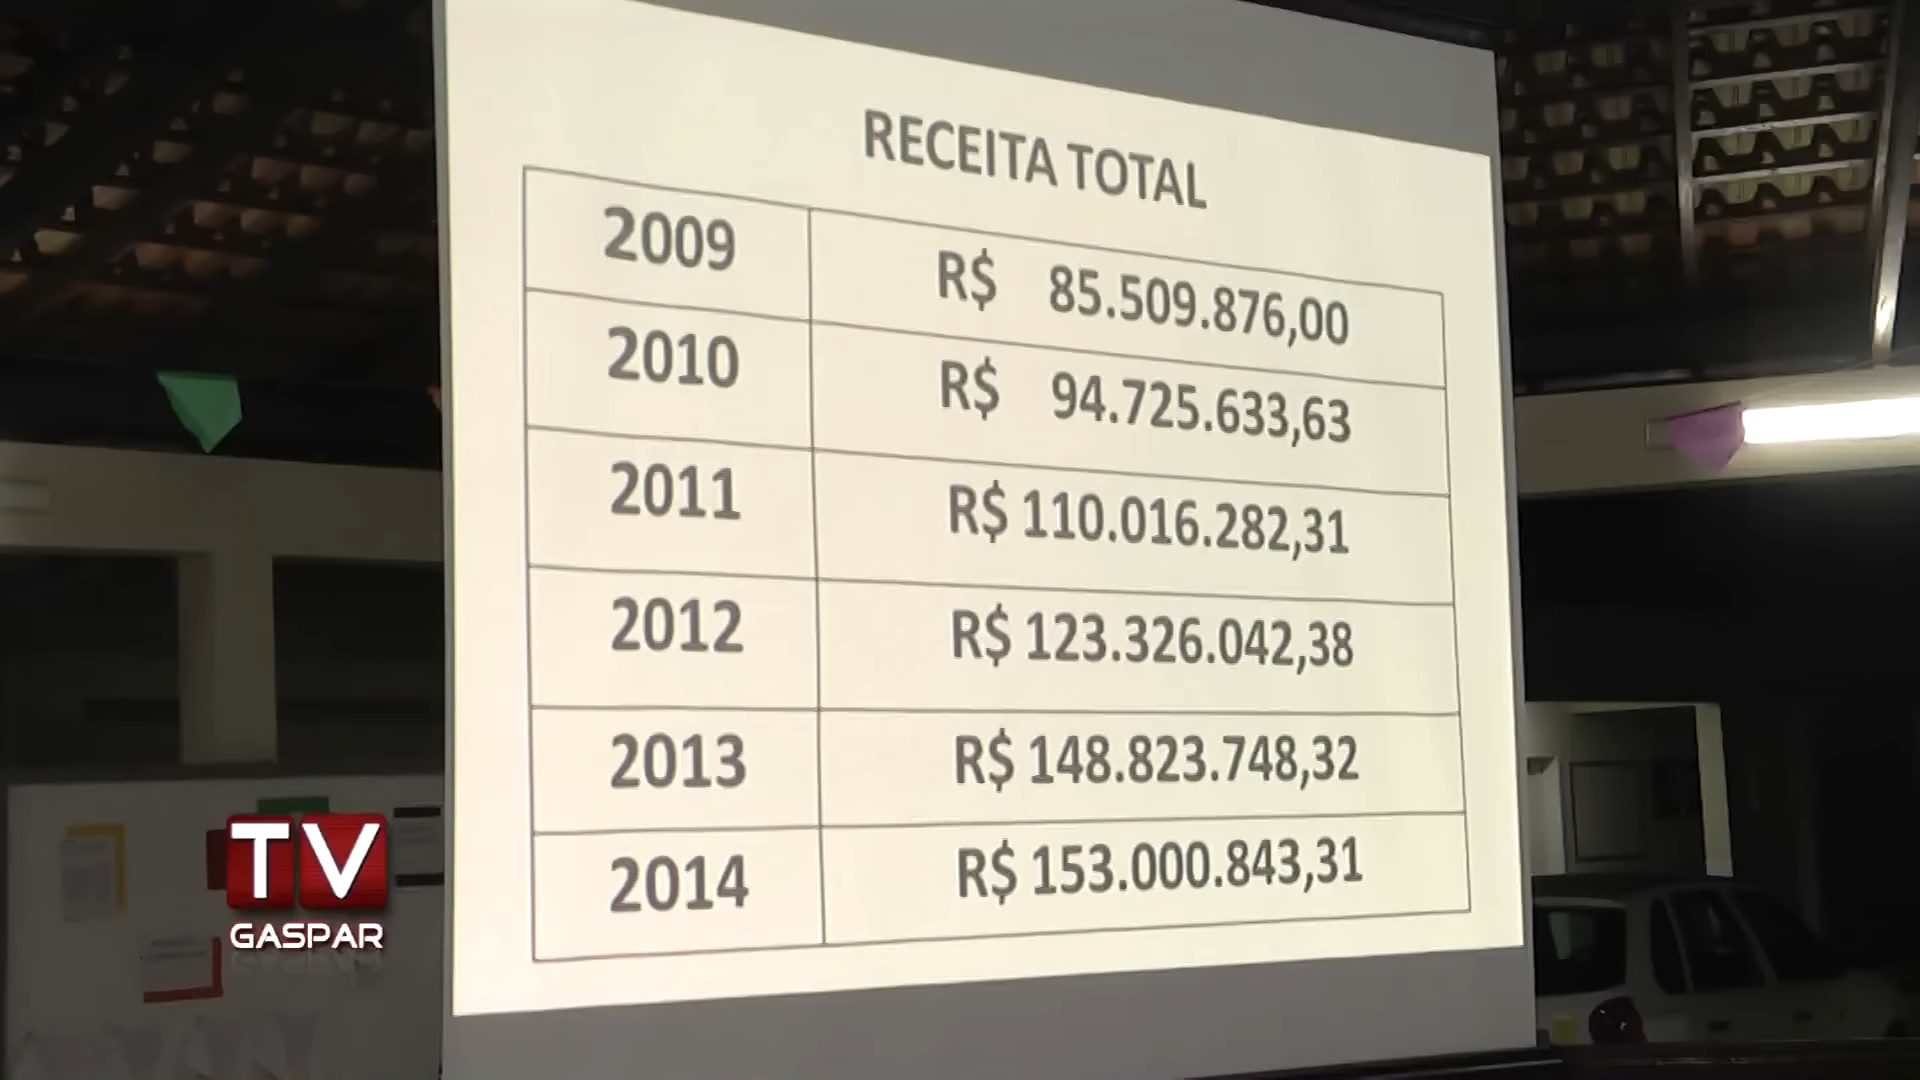 RECEITA TOTAL
2009 R$ 85.509.876,00
2010 R$ 94.725.633,63
2011 R$ 110.016.282,31
2012 R$ 123.326.042,38
2013 R$ 148.823.748,32
2014 R$ 153.000.843,31
TV
GASPAR